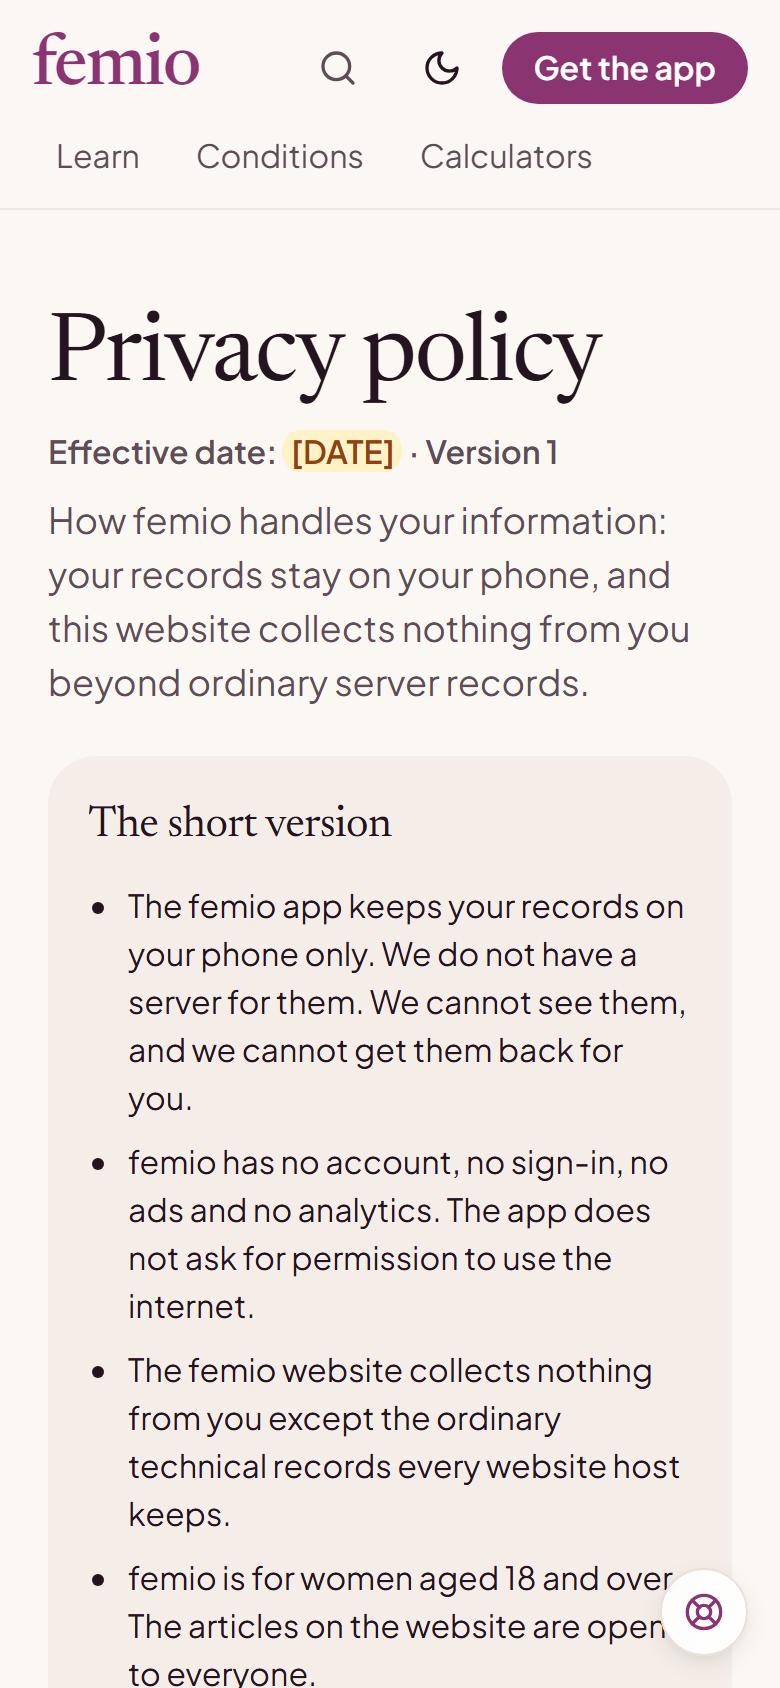 femio
Get the app
Learn
Conditions
Calculators
Privacy policy
Effective date: [DATE] · Version 1
How femio handles your information:
your records stay on your phone, and
this website collects nothing from you
beyond ordinary server records.
The short version
• The femio app keeps your records on
your phone only. We do not have a
server for them. We cannot see them,
and we cannot get them back for
you.
• femio has no account, no sign-in, no
ads and no analytics. The app does
not ask for permission to use the
internet.
• The femio website collects nothing
from you except the ordinary
technical records every website host
keeps.
• femio is for women aged 18 and over.
The articles on the website are open
to everyone.